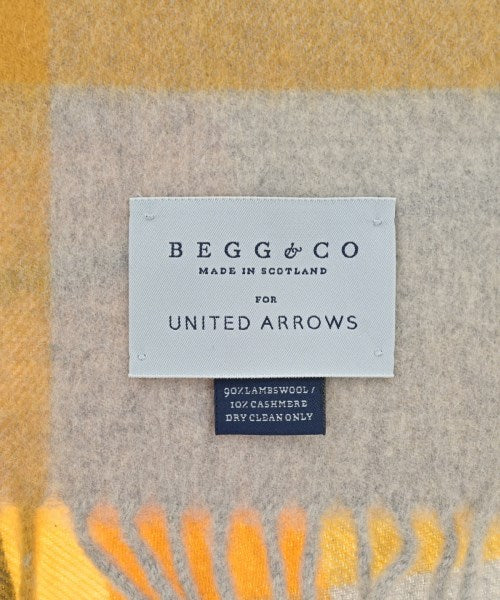 BEGG & CO
MADE IN SCOTLAND
FOR
UNITED ARROWS
90% LAMBSWOOL /
10% CASHMERE
DRY CLEAN ONLY